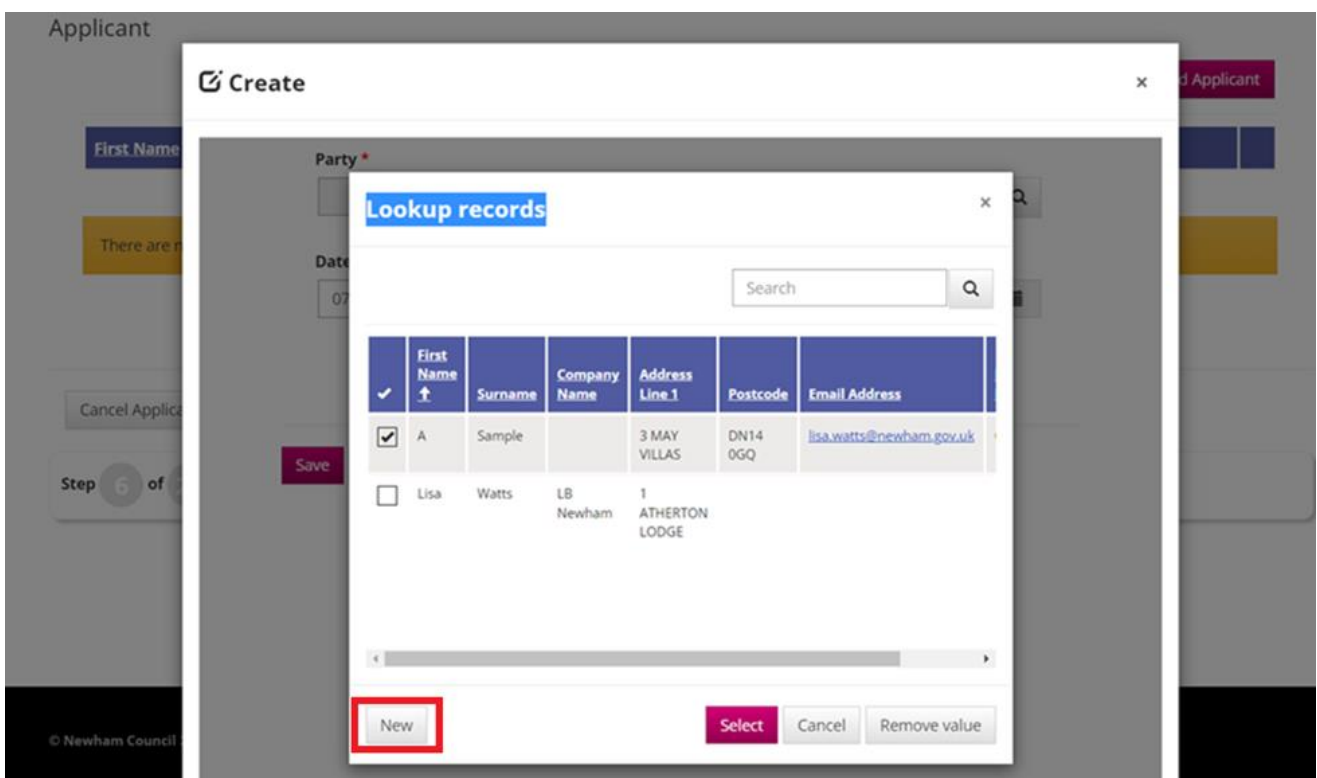 Applicant
Create
×
d Applicant
First Name
Party *
Lookup records
×
There are n
Date
07
Search
First Name ↑
Surname
Company Name
Address Line 1
Postcode
Email Address
A Sample 3 MAY VILLAS DN14 0GQ lisa.watts@newham.gov.uk
Lisa Watts LB Newham 1 ATHERTON LODGE
Cancel Applica
Save
Step 6 of
New
Select
Cancel
Remove value
© Newham Council